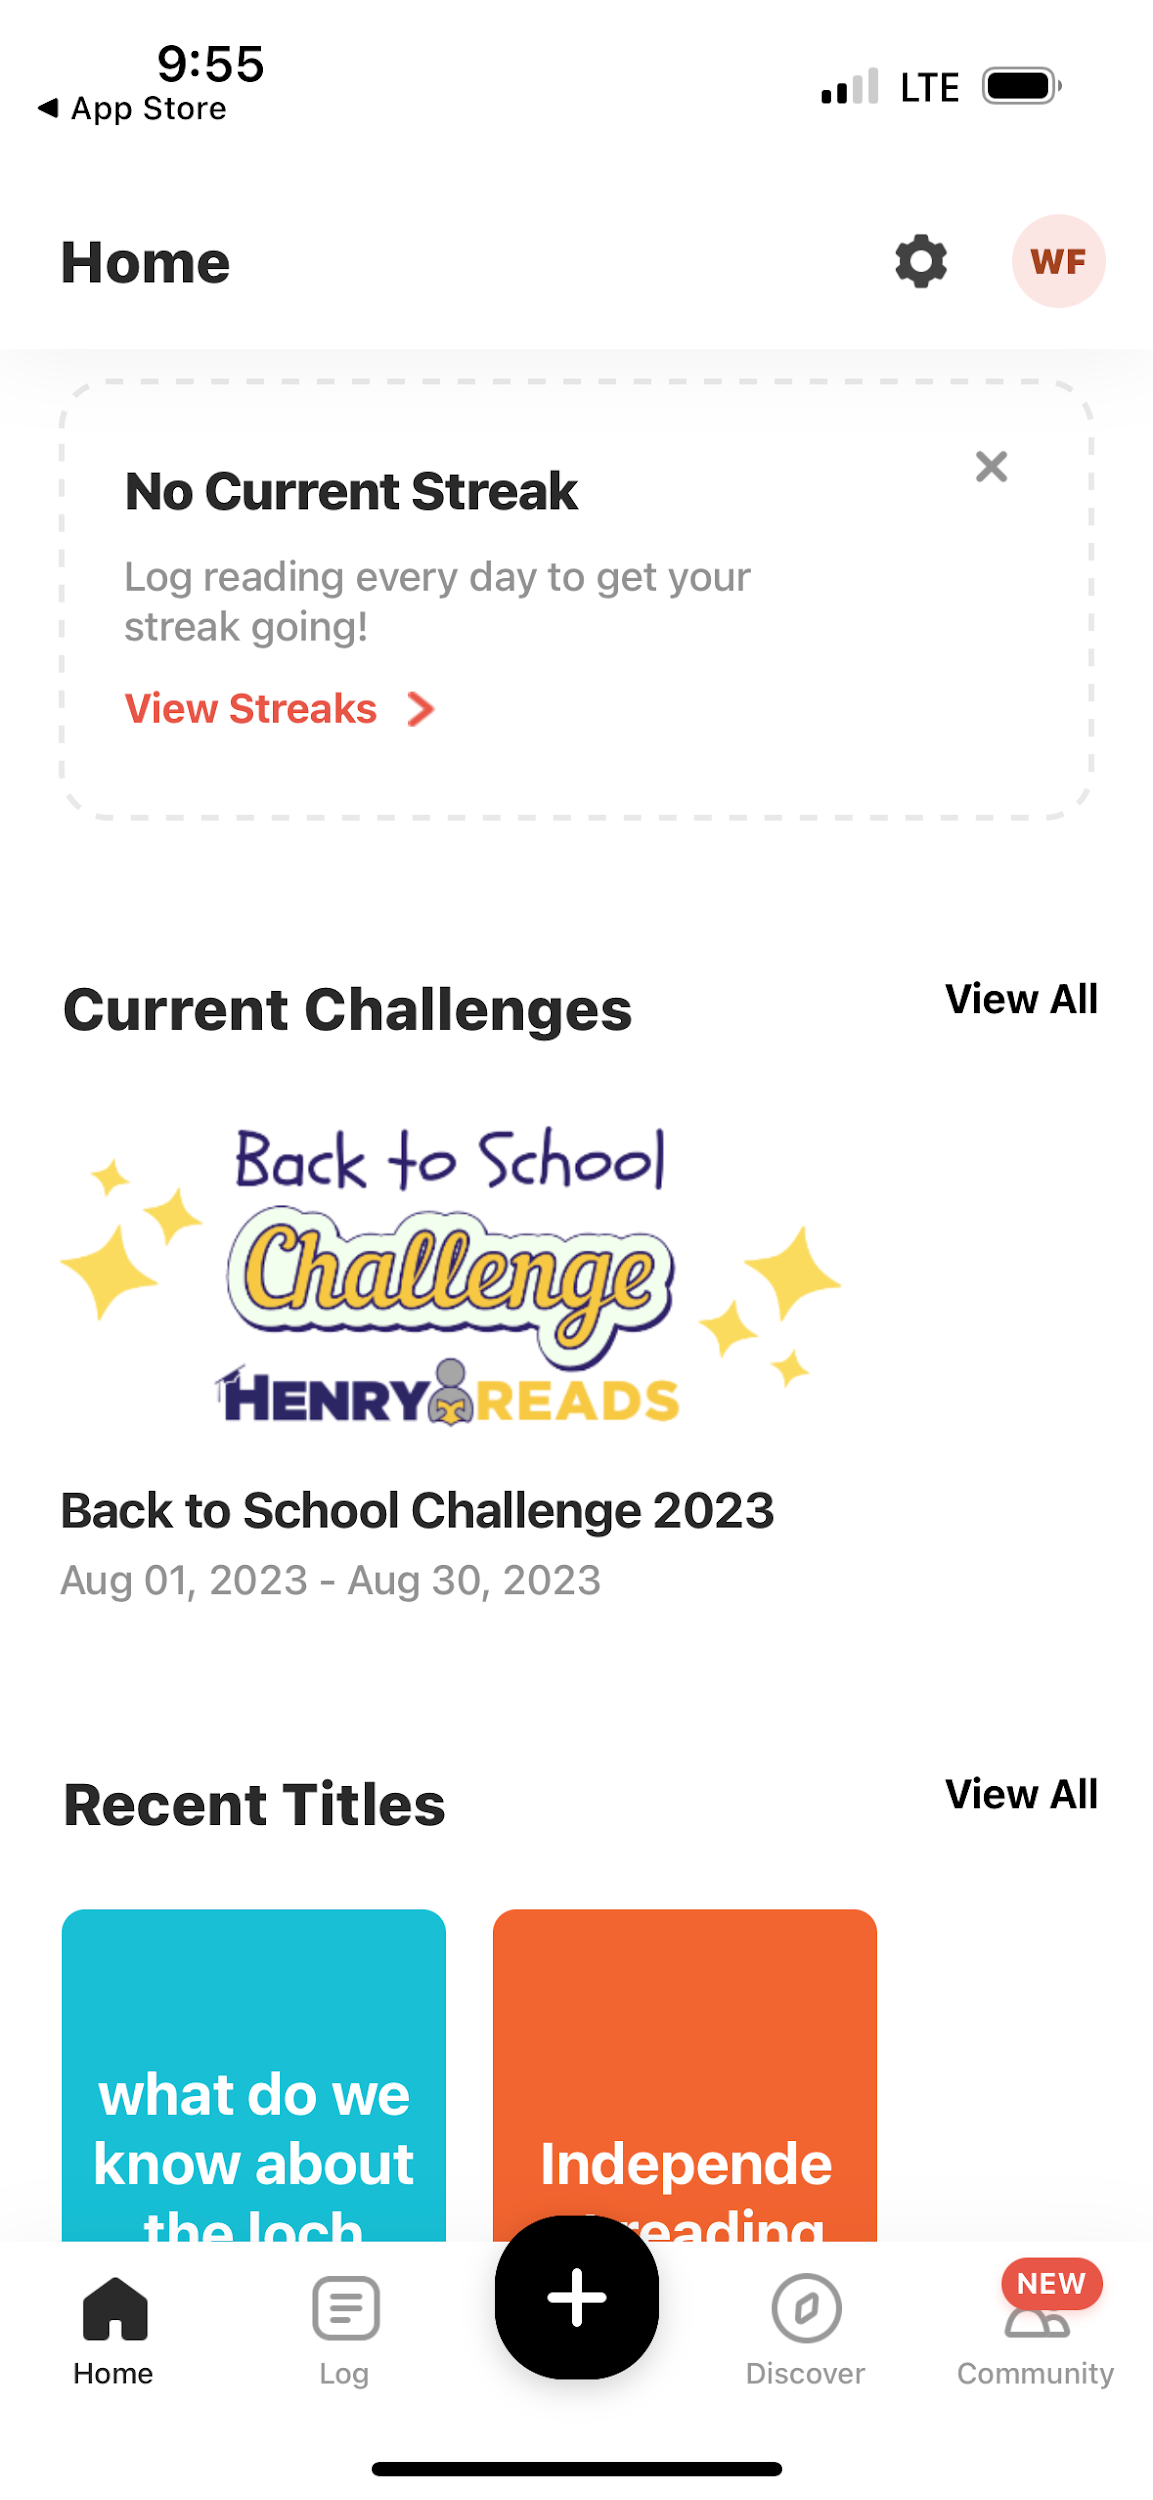 9:55
◀ App Store
LTE
Home
WF
No Current Streak
Log reading every day to get your
streak going!
View Streaks
Current Challenges
View All
Back to School
Challenge
HENRY READS
Back to School Challenge 2023
Aug 01, 2023 - Aug 30, 2023
Recent Titles
View All
what do we
know about
the loch
Independe
reading
NEW
Home
Log
Discover
Community